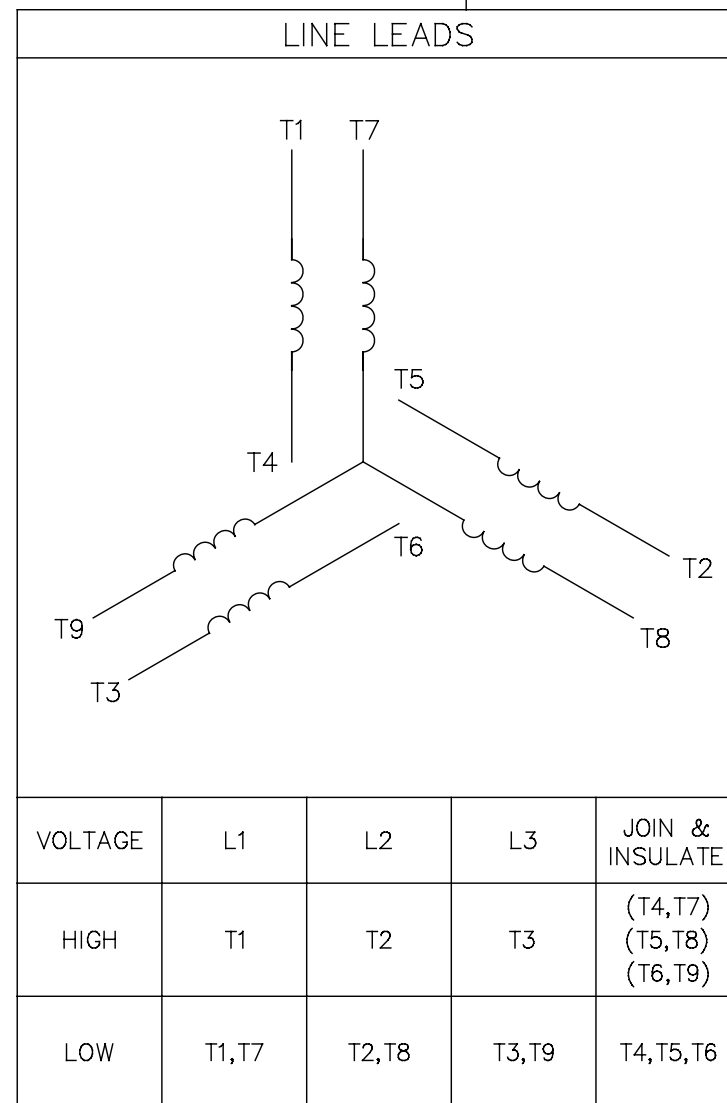 LINE LEADS
T1 T7
T5
T4
T6
T2
T9
T8
T3
VOLTAGE L1 L2 L3 JOIN &
INSULATE
HIGH T1 T2 T3 (T4,T7)
(T5,T8)
(T6,T9)
LOW T1,T7 T2,T8 T3,T9 T4,T5,T6